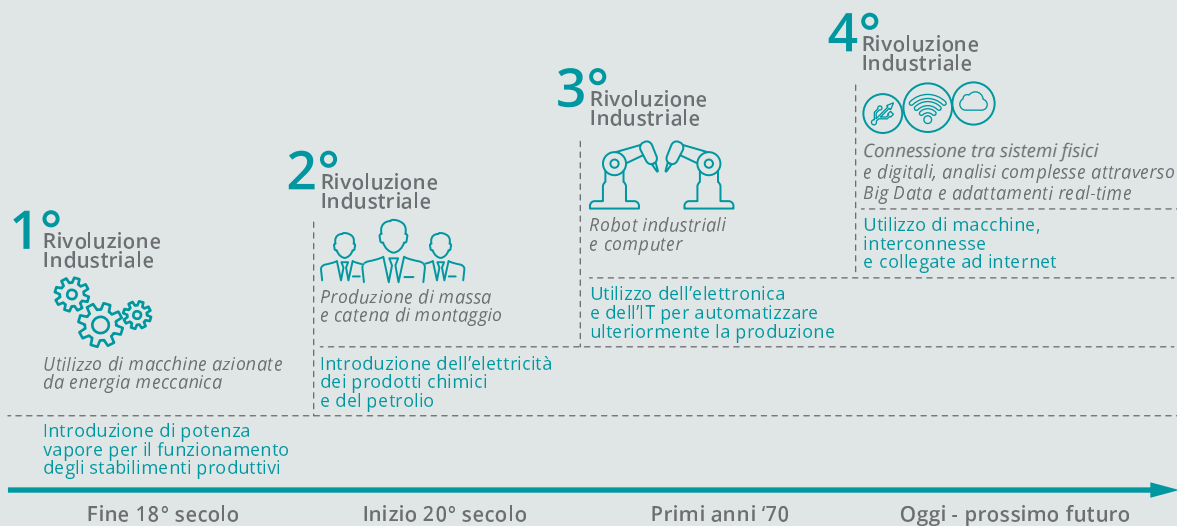 1°
Rivoluzione
Industriale
Utilizzo di macchine azionate
da energia meccanica
Introduzione di potenza
vapore per il funzionamento
degli stabilimenti produttivi
2°
Rivoluzione
Industriale
Produzione di massa
e catena di montaggio
Introduzione dell’elettricità
dei prodotti chimici
e del petrolio
3°
Rivoluzione
Industriale
Robot industriali
e computer
Utilizzo dell’elettronica
e dell’IT per automatizzare
ulteriormente la produzione
4°
Rivoluzione
Industriale
Connessione tra sistemi fisici
e digitali, analisi complesse attraverso
Big Data e adattamenti real-time
Utilizzo di macchine,
interconnesse
e collegate ad internet
Fine 18° secolo
Inizio 20° secolo
Primi anni ‘70
Oggi - prossimo futuro